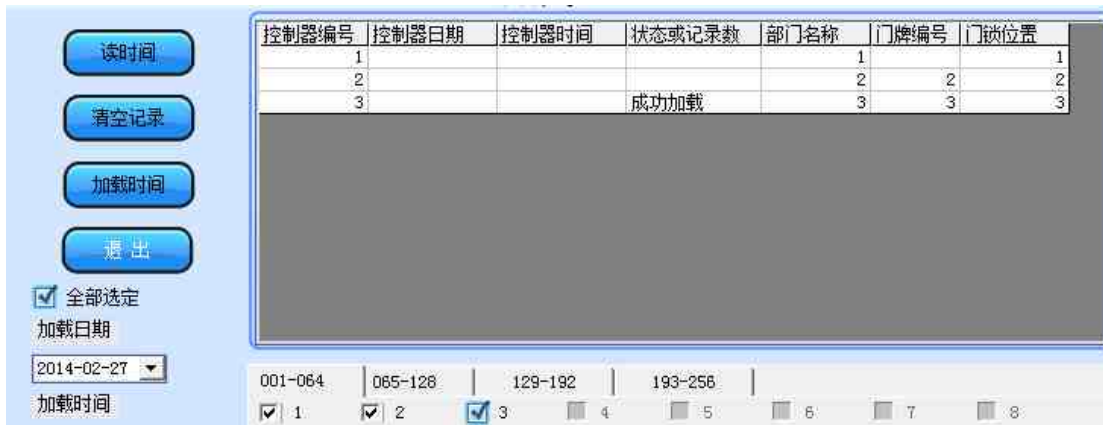 读时间
清空记录
加载时间
退 出
全部选定
加载日期
2014-02-27
加载时间
控制器编号 控制器日期 控制器时间 状态或记录数 部门名称 门牌编号 门锁位置
1 1 1
2 2 2 2
3 成功加载 3 3 3
001-064 065-128 129-192 193-256
1 2 3 4 5 6 7 8